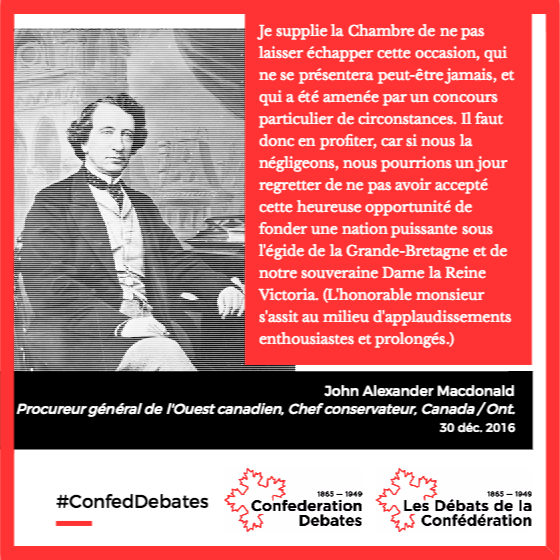 Je supplie la Chambre de ne pas
laisser échapper cette occasion, qui
ne se présentera peut-être jamais, et
qui a été amenée par un concours
particulier de circonstances. Il faut
donc en profiter, car si nous la
négligeons, nous pourrions un jour
regretter de ne pas avoir accepté
cette heureuse opportunité de
fonder une nation puissante sous
l'égide de la Grande-Bretagne et de
notre souveraine Dame la Reine
Victoria. (L'honorable monsieur
s'assit au milieu d'applaudissements
enthousiastes et prolongés.)
John Alexander Macdonald
Procureur général de l'Ouest canadien, Chef conservateur, Canada / Ont.
30 déc. 2016
#ConfedDebates
1865 — 1949
Confederation
Debates
1865 — 1949
Les Débats de la
Confédération